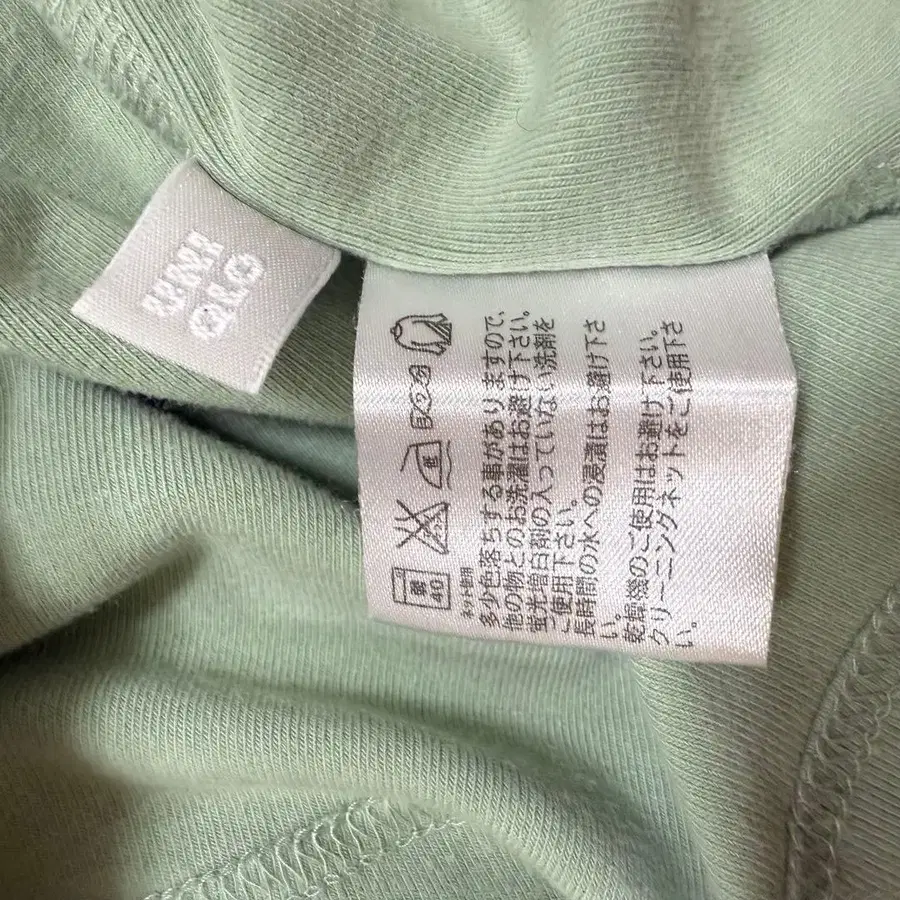 UNI
QLO
弱
40
ネット使用
多少色落ちする事がありますので、
他の物とのお洗濯はお避け下さい。
蛍光増白剤の入っていない洗剤を
ご使用下さい。
長時間の水への浸漬はお避け下さ
い。
乾燥機のご使用はお避け下さい。
クリーニングネットをご使用下さ
い。